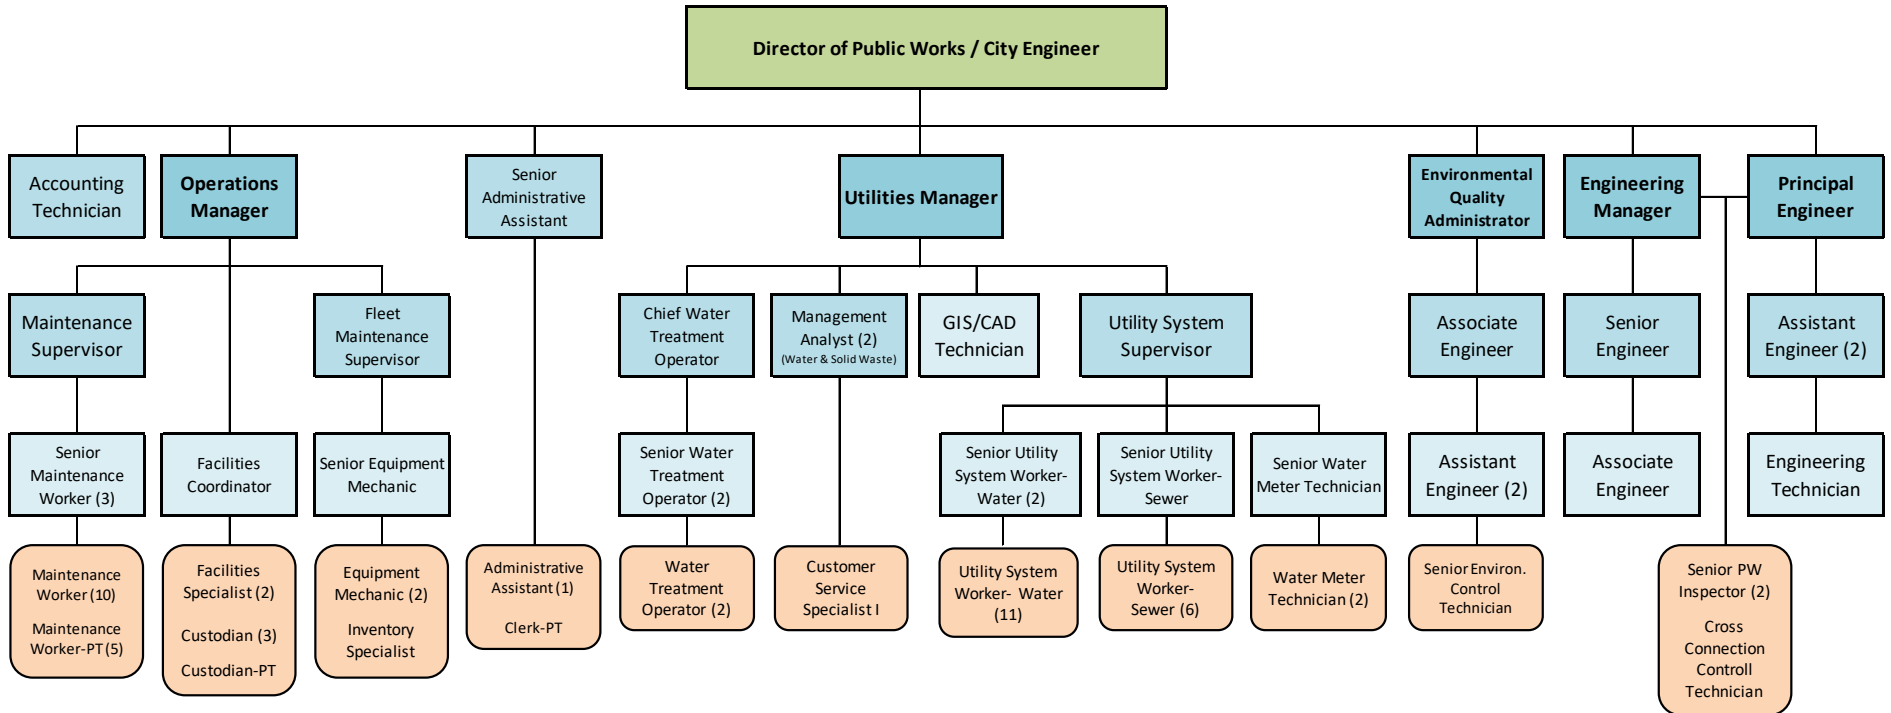 Director of Public Works / City Engineer
Accounting
Technician
Operations
Manager
Senior
Administrative
Assistant
Utilities Manager
Environmental
Quality
Administrator
Engineering
Manager
Principal
Engineer
Maintenance
Supervisor
Fleet
Maintenance
Supervisor
Chief Water
Treatment
Operator
Management
Analyst (2)
(Water & Solid Waste)
GIS/CAD
Technician
Utility System
Supervisor
Associate
Engineer
Senior
Engineer
Assistant
Engineer (2)
Senior
Maintenance
Worker (3)
Facilities
Coordinator
Senior Equipment
Mechanic
Senior Water
Treatment
Operator (2)
Senior Utility
System Worker-
Water (2)
Senior Utility
System Worker-
Sewer
Senior Water
Meter Technician
Assistant
Engineer (2)
Associate
Engineer
Engineering
Technician
Maintenance
Worker (10)
Maintenance
Worker-PT (5)
Facilities
Specialist (2)
Custodian (3)
Custodian-PT
Equipment
Mechanic (2)
Inventory
Specialist
Administrative
Assistant (1)
Clerk-PT
Water
Treatment
Operator (2)
Customer
Service
Specialist I
Utility System
Worker- Water
(11)
Utility System
Worker-
Sewer (6)
Water Meter
Technician (2)
Senior Environ.
Control
Technician
Senior PW
Inspector (2)
Cross
Connection
Controll
Technician